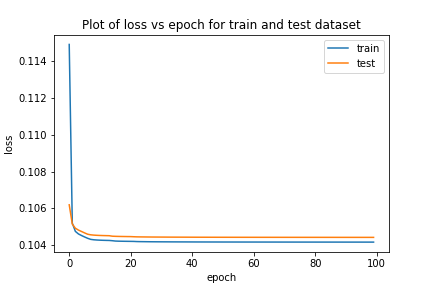 Plot of loss vs epoch for train and test dataset
train
test
0.114
0.112
0.110
0.108
0.106
0.104
loss
0 20 40 60 80 100
epoch